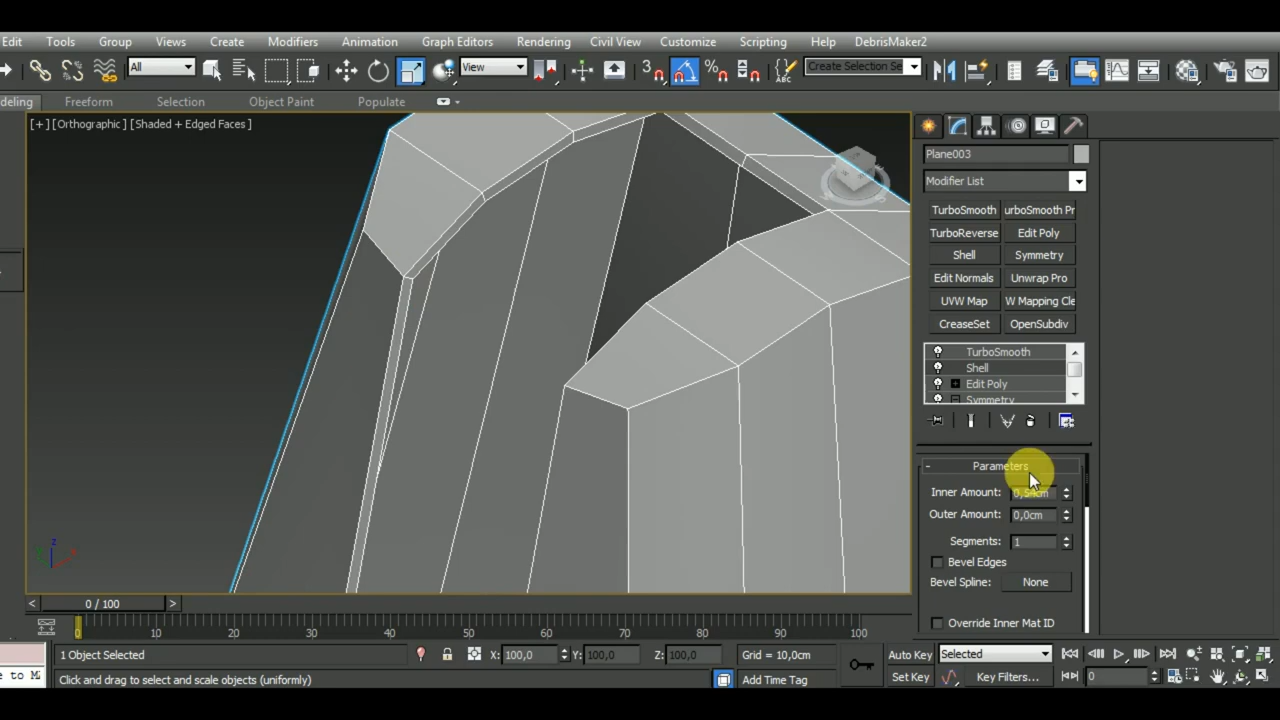 Edit Tools Group Views Create Modifiers Animation Graph Editors Rendering Civil View Customize Scripting Help DebrisMaker2
All View 3 Create Selection Se
deling Freeform Selection Object Paint Populate
[+][Orthographic][Shaded + Edged Faces]
Plane003
Modifier List
TurboSmooth urboSmooth Pr
TurboReverse Edit Poly
Shell Symmetry
Edit Normals Unwrap Pro
UVW Map W Mapping Cle
CreaseSet OpenSubdiv
TurboSmooth
Shell
Edit Poly
Symmetry
- Parameters
Inner Amount: 0,54cm
Outer Amount: 0,0cm
Segments: 1
Bevel Edges
Bevel Spline: None
Override Inner Mat ID
z
< 0 / 100 >
0 10 20 30 40 50 60 70 80 90 100
1 Object Selected X: 100,0 Y: 100,0 Z: 100,0 Grid = 10,0cm Auto Key Selected
e to M Click and drag to select and scale objects (uniformly) Add Time Tag Set Key Key Filters... 0